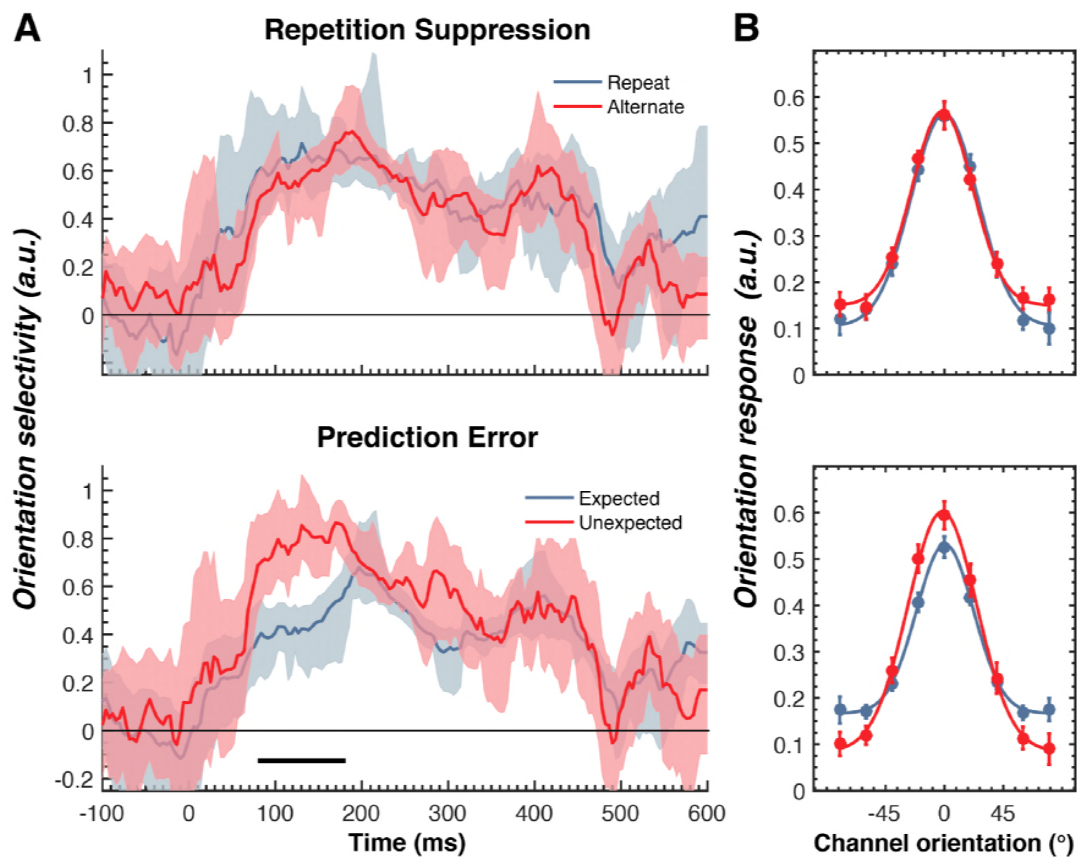 A
Repetition Suppression
Repeat
Alternate
1
0.8
0.6
0.4
0.2
0
Prediction Error
Expected
Unexpected
1
0.8
0.6
0.4
0.2
0
-0.2
-100 0 100 200 300 400 500 600
Time (ms)
Orientation selectivity (a.u.)
B
0.6
0.5
0.4
0.3
0.2
0.1
0
0.6
0.5
0.4
0.3
0.2
0.1
0
-45 0 45
Channel orientation (°)
Orientation response (a.u.)